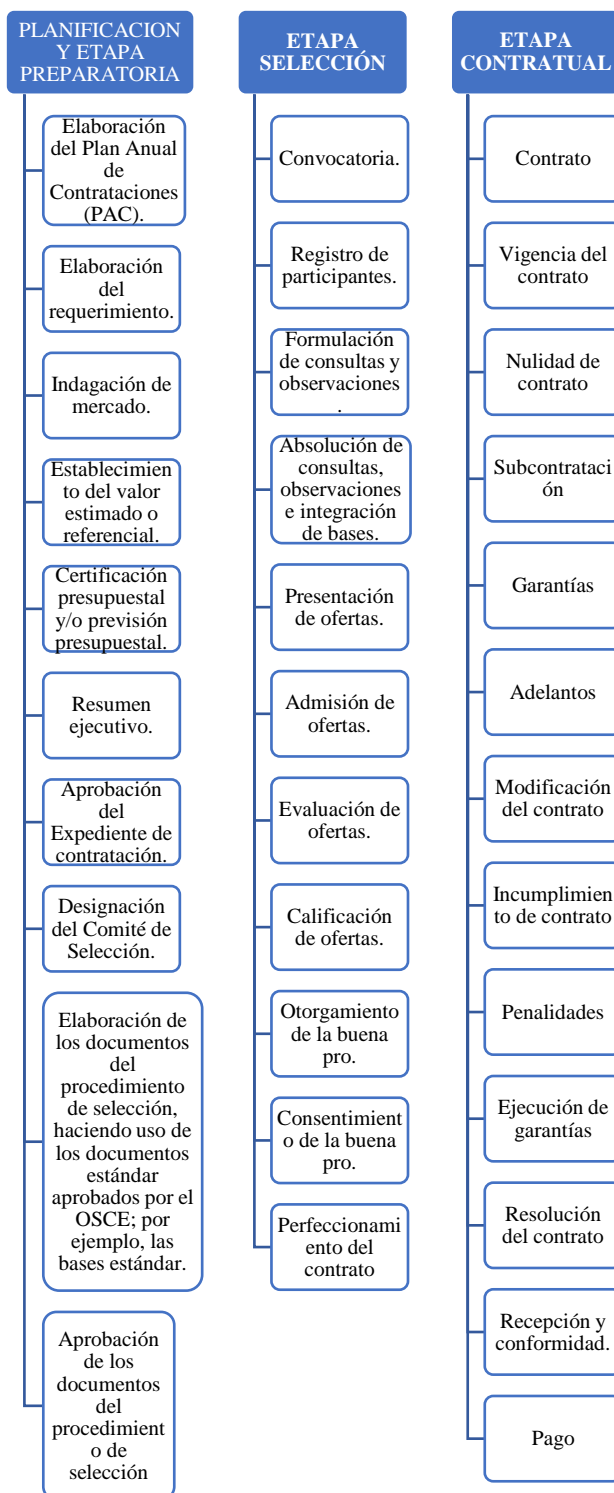 PLANIFICACION
Y ETAPA
PREPARATORIA
Elaboración
del Plan Anual
de
Contrataciones
(PAC).
Elaboración
del
requerimiento.
Indagación de
mercado.
Establecimien
to del valor
estimado o
referencial.
Certificación
presupuestal
y/o previsión
presupuestal.
Resumen
ejecutivo.
Aprobación
del
Expediente de
contratación.
Designación
del Comité de
Selección.
Elaboración de
los documentos
del
procedimiento
de selección,
haciendo uso de
los documentos
estándar
aprobados por el
OSCE; por
ejemplo, las
bases estándar.
Aprobación
de los
documentos
del
procedimient
o de
selección
ETAPA
SELECCIÓN
Convocatoria.
Registro de
participantes.
Formulación
de consultas y
observaciones
.
Absolución de
consultas,
observaciones
e integración
de bases.
Presentación
de ofertas.
Admisión de
ofertas.
Evaluación de
ofertas.
Calificación
de ofertas.
Otorgamiento
de la buena
pro.
Consentimient
o de la buena
pro.
Perfeccionami
ento del
contrato
ETAPA
CONTRATUAL
Contrato
Vigencia del
contrato
Nulidad de
contrato
Subcontrataci
ón
Garantías
Adelantos
Modificación
del contrato
Incumplimien
to de contrato
Penalidades
Ejecución de
garantías
Resolución
del contrato
Recepción y
conformidad.
Pago